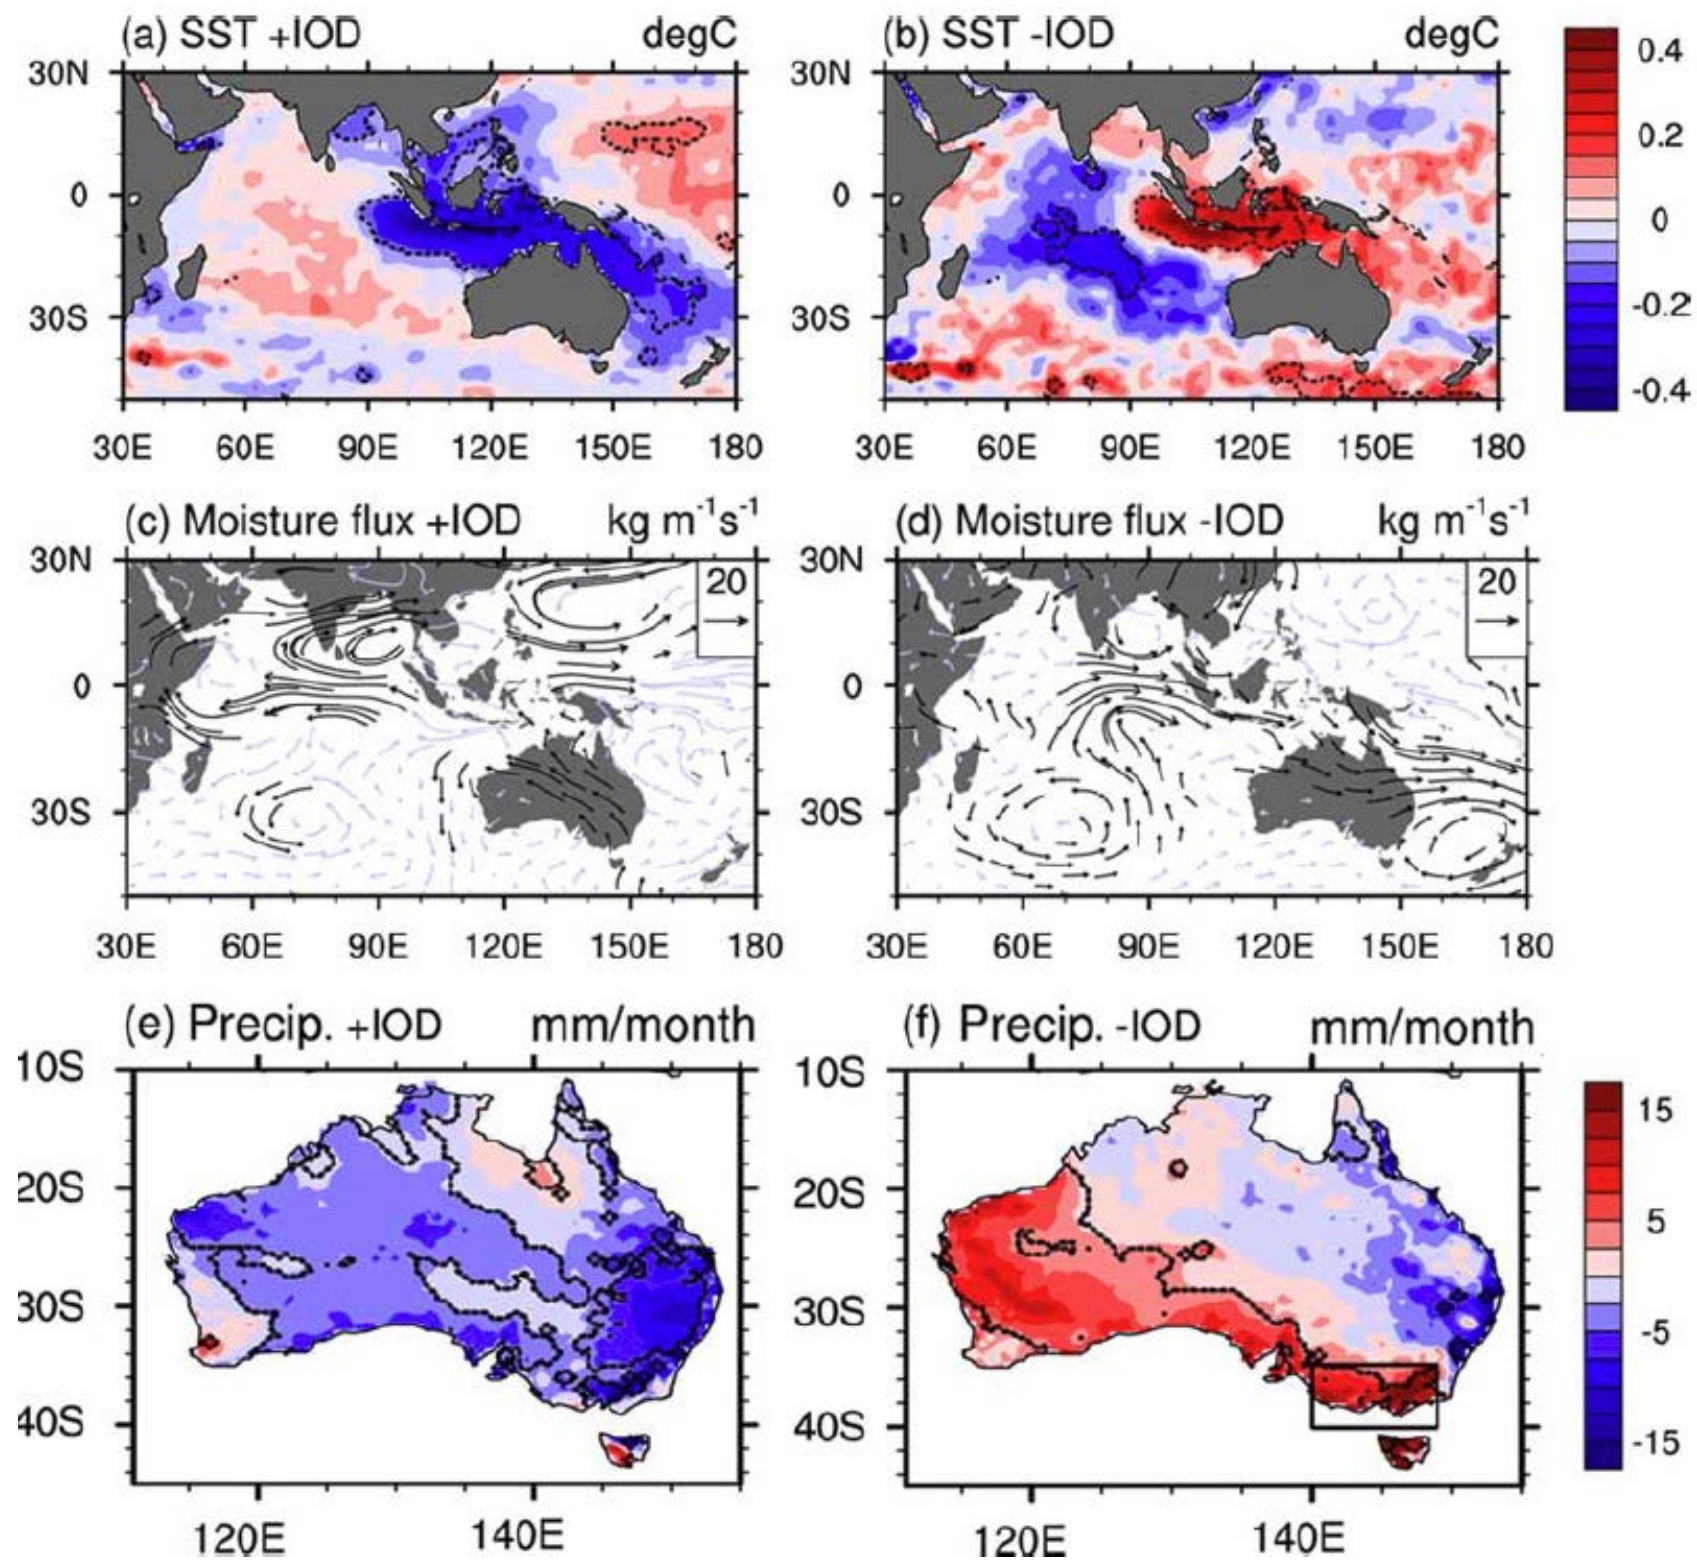 (a) SST +IOD degC (b) SST -IOD degC
30N 30N 0.4
0.2
0 0 0
30S 30S -0.2
-0.4
30E 60E 90E 120E 150E 180 30E 60E 90E 120E 150E 180
(c) Moisture flux +IOD kg m⁻¹s⁻¹ (d) Moisture flux -IOD kg m⁻¹s⁻¹
30N 20 30N 20
0 0
30S 30S
30E 60E 90E 120E 150E 180 30E 60E 90E 120E 150E 180
(e) Precip. +IOD mm/month (f) Precip. -IOD mm/month
10S 10S
15
20S 20S 5
30S 30S -5
40S 40S -15
120E 140E 120E 140E